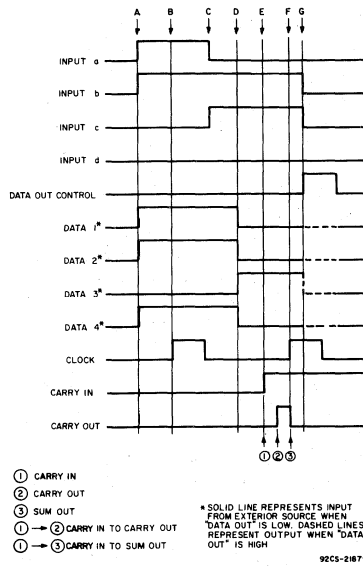 A B C D E F G
INPUT a
INPUT b
INPUT c
INPUT d
DATA OUT CONTROL
DATA 1*
DATA 2*
DATA 3*
DATA 4*
CLOCK
CARRY IN
CARRY OUT
① ② ③
① CARRY IN
② CARRY OUT
③ SUM OUT
① → ② CARRY IN TO CARRY OUT
① → ③ CARRY IN TO SUM OUT
* SOLID LINE REPRESENTS INPUT
FROM EXTERIOR SOURCE WHEN
"DATA OUT" IS LOW. DASHED LINES
REPRESENT OUTPUT WHEN "DATA
OUT" IS HIGH